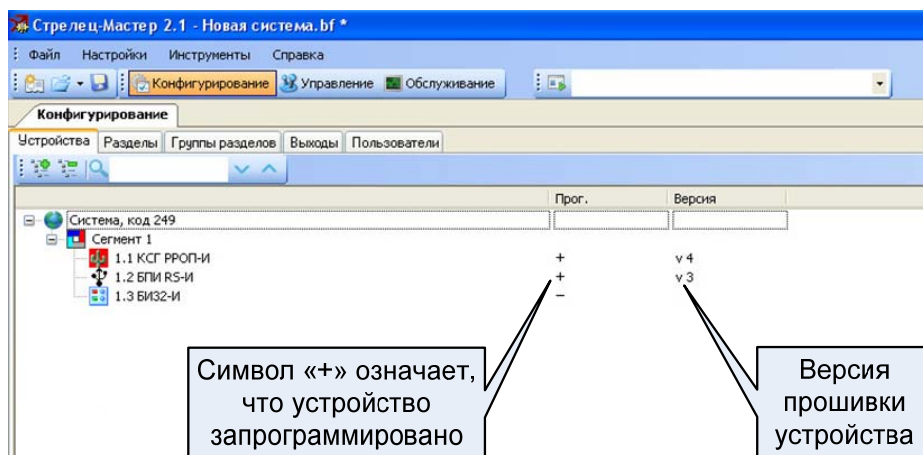 Стрелец-Мастер 2.1 - Новая система.bf *
Файл Настройки Инструменты Справка
Конфигурирование Управление Обслуживание
Конфигурирование
Устройства Разделы Группы разделов Выходы Пользователи
Прог. Версия
Система, код 249
Сегмент 1
1.1 КСГ РРОП-И + v 4
1.2 БПИ RS-И + v 3
1.3 БИ32-И –
Символ «+» означает,
что устройство
запрограммировано
Версия
прошивки
устройства